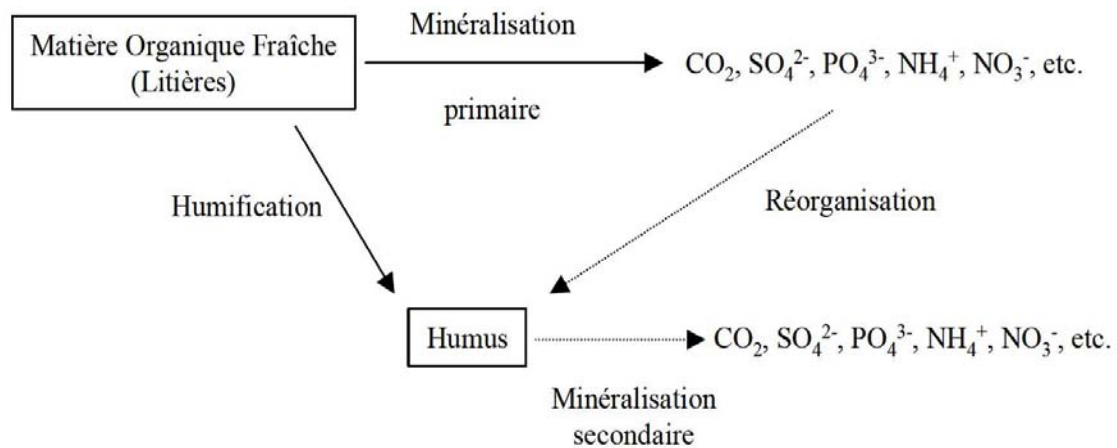 Matière Organique Fraîche
(Litières)
Minéralisation
primaire
CO₂, SO₄²⁻, PO₄³⁻, NH₄⁺, NO₃⁻, etc.
Humification
Réorganisation
Humus
CO₂, SO₄²⁻, PO₄³⁻, NH₄⁺, NO₃⁻, etc.
Minéralisation
secondaire